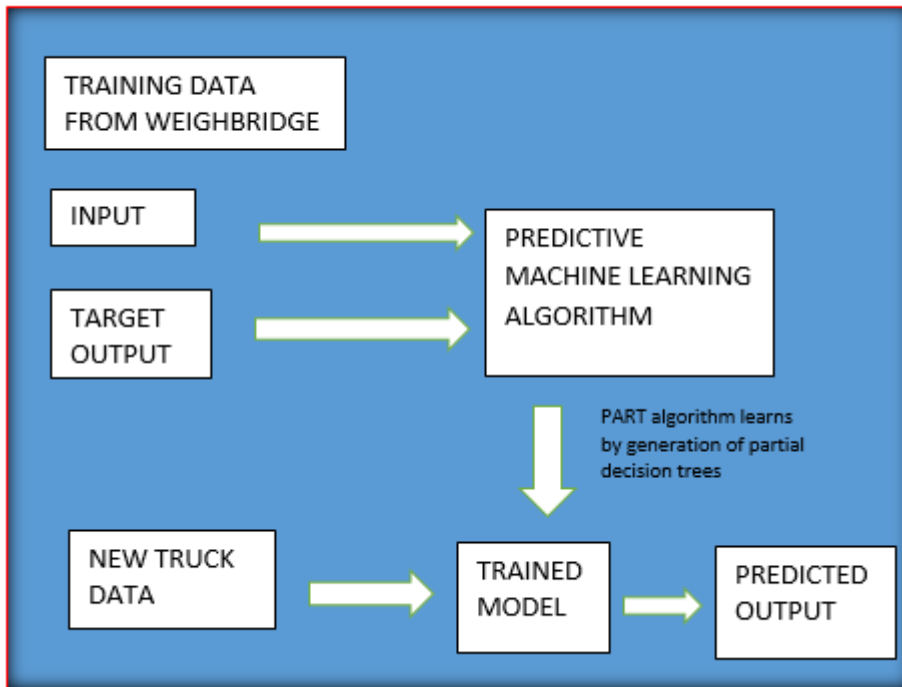 TRAINING DATA
FROM WEIGHBRIDGE
INPUT
TARGET
OUTPUT
PREDICTIVE
MACHINE LEARNING
ALGORITHM
PART algorithm learns
by generation of partial
decision trees
NEW TRUCK
DATA
TRAINED
MODEL
PREDICTED
OUTPUT